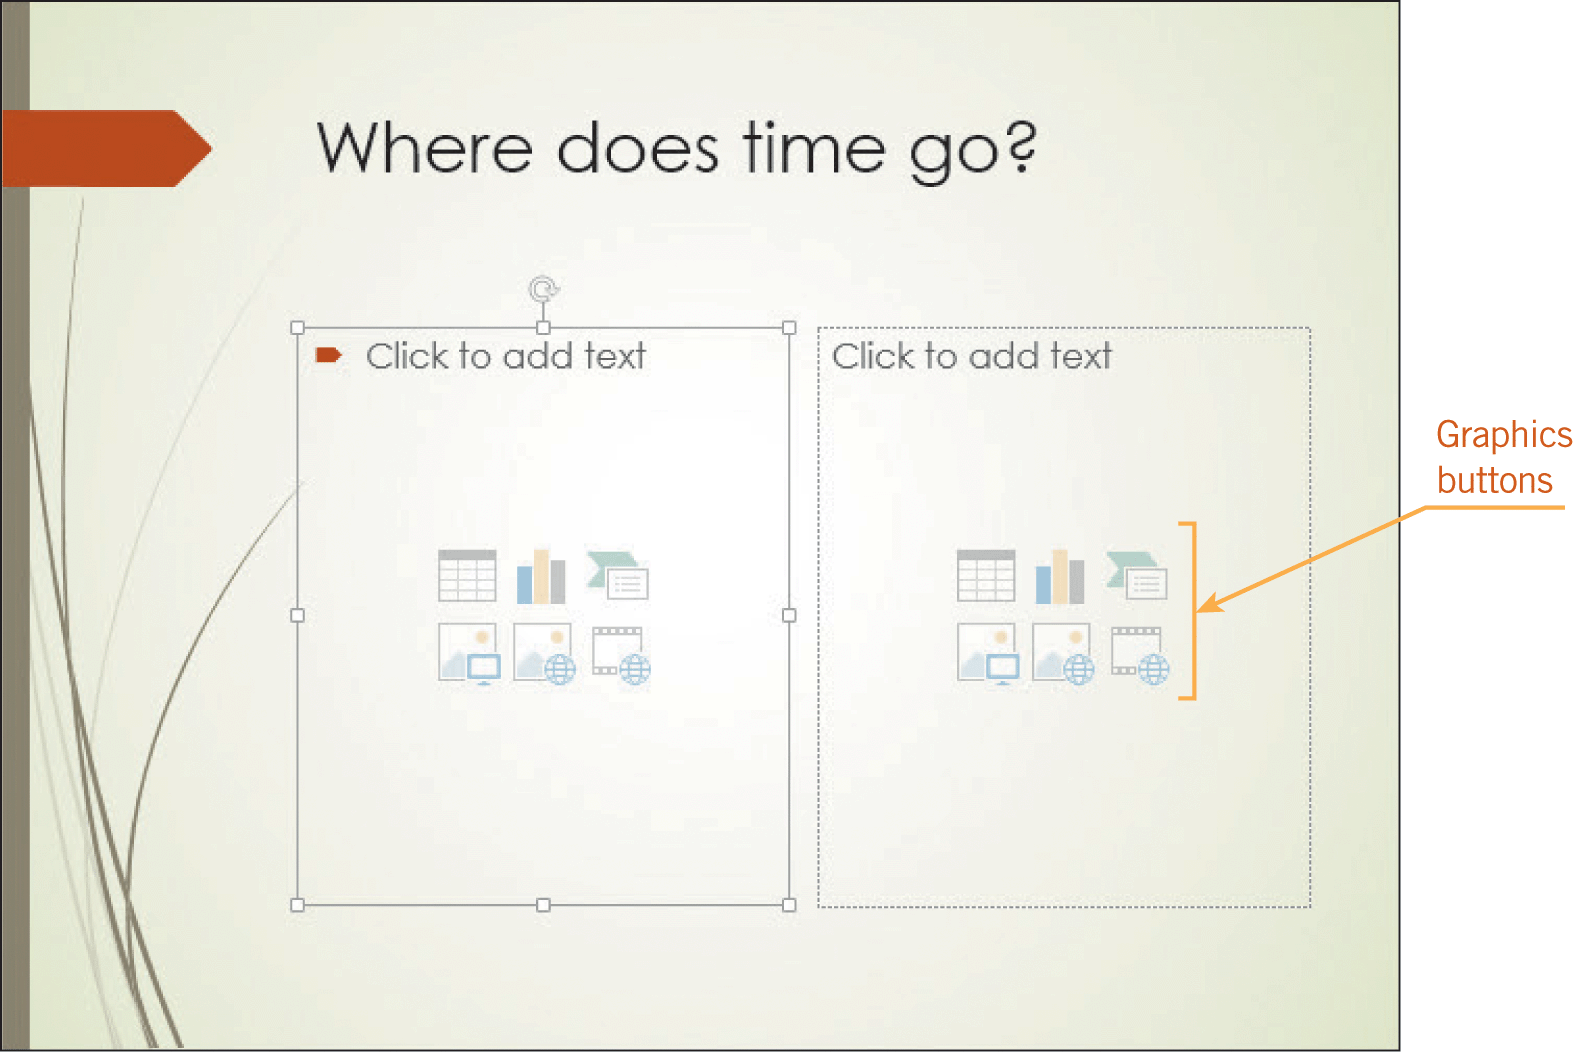 Where does time go?
Click to add text
Click to add text
Graphics
buttons